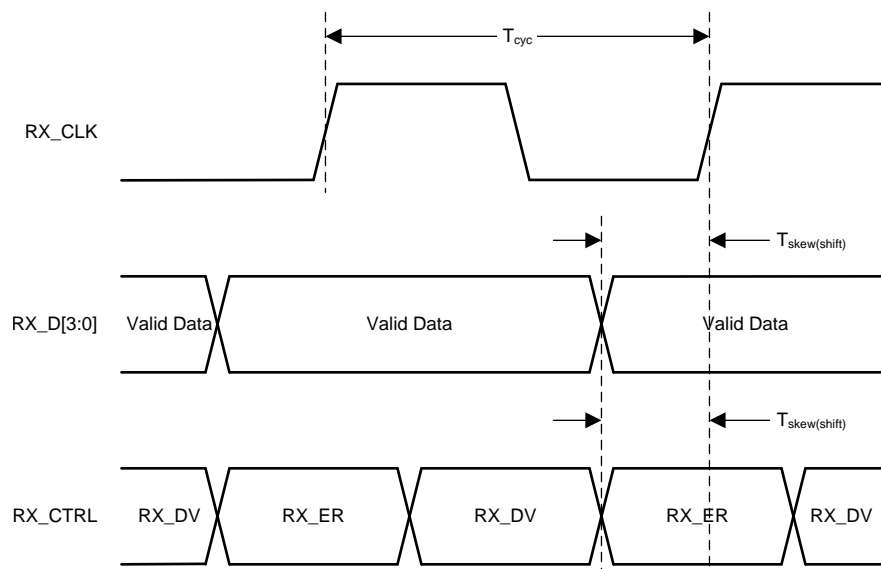 Tcyc
RX_CLK
Tskew(shift)
RX_D[3:0] Valid Data Valid Data Valid Data
Tskew(shift)
RX_CTRL RX_DV RX_ER RX_DV RX_ER RX_DV